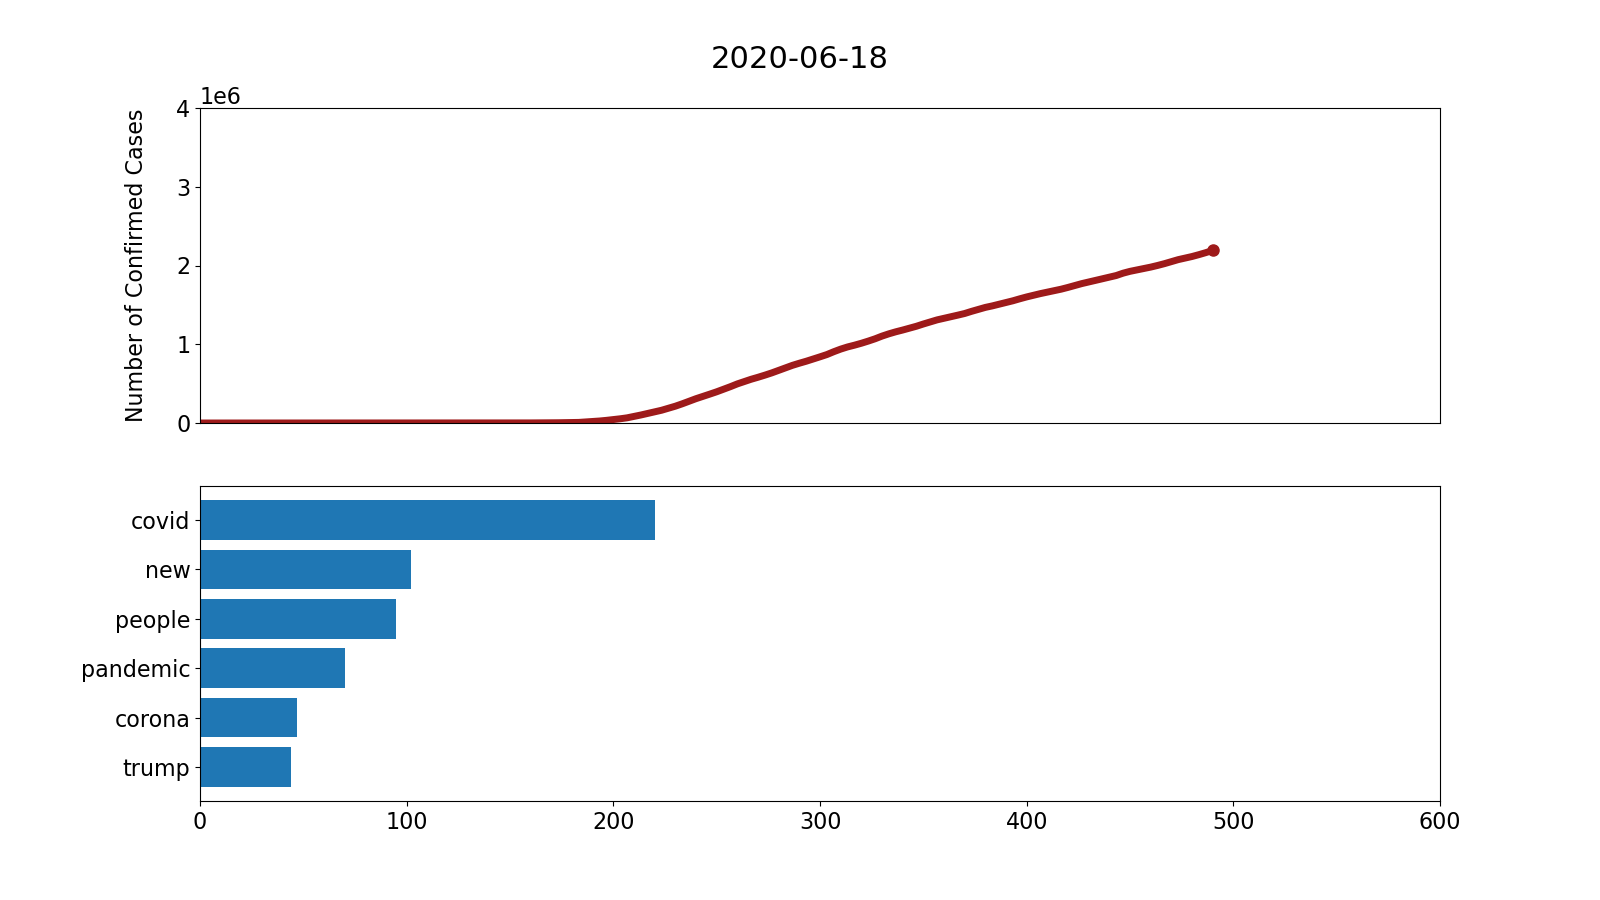 2020-06-18
1e6
Number of Confirmed Cases
4
3
2
1
0
covid
new
people
pandemic
corona
trump
0 100 200 300 400 500 600